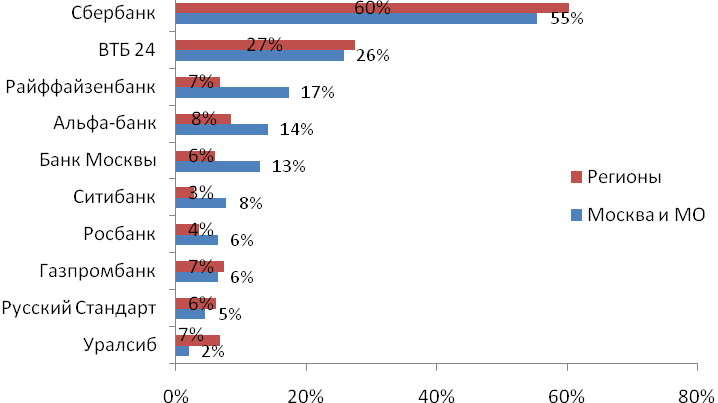 Сбербанк 60% 55%
ВТБ 24 27% 26%
Райффайзенбанк 7% 17%
Альфа-банк 8% 14%
Банк Москвы 6% 13%
Ситибанк 3% 8%
Росбанк 4% 6%
Газпромбанк 7% 6%
Русский Стандарт 6% 5%
Уралсиб 7% 2%
Регионы
Москва и МО
0% 20% 40% 60% 80%